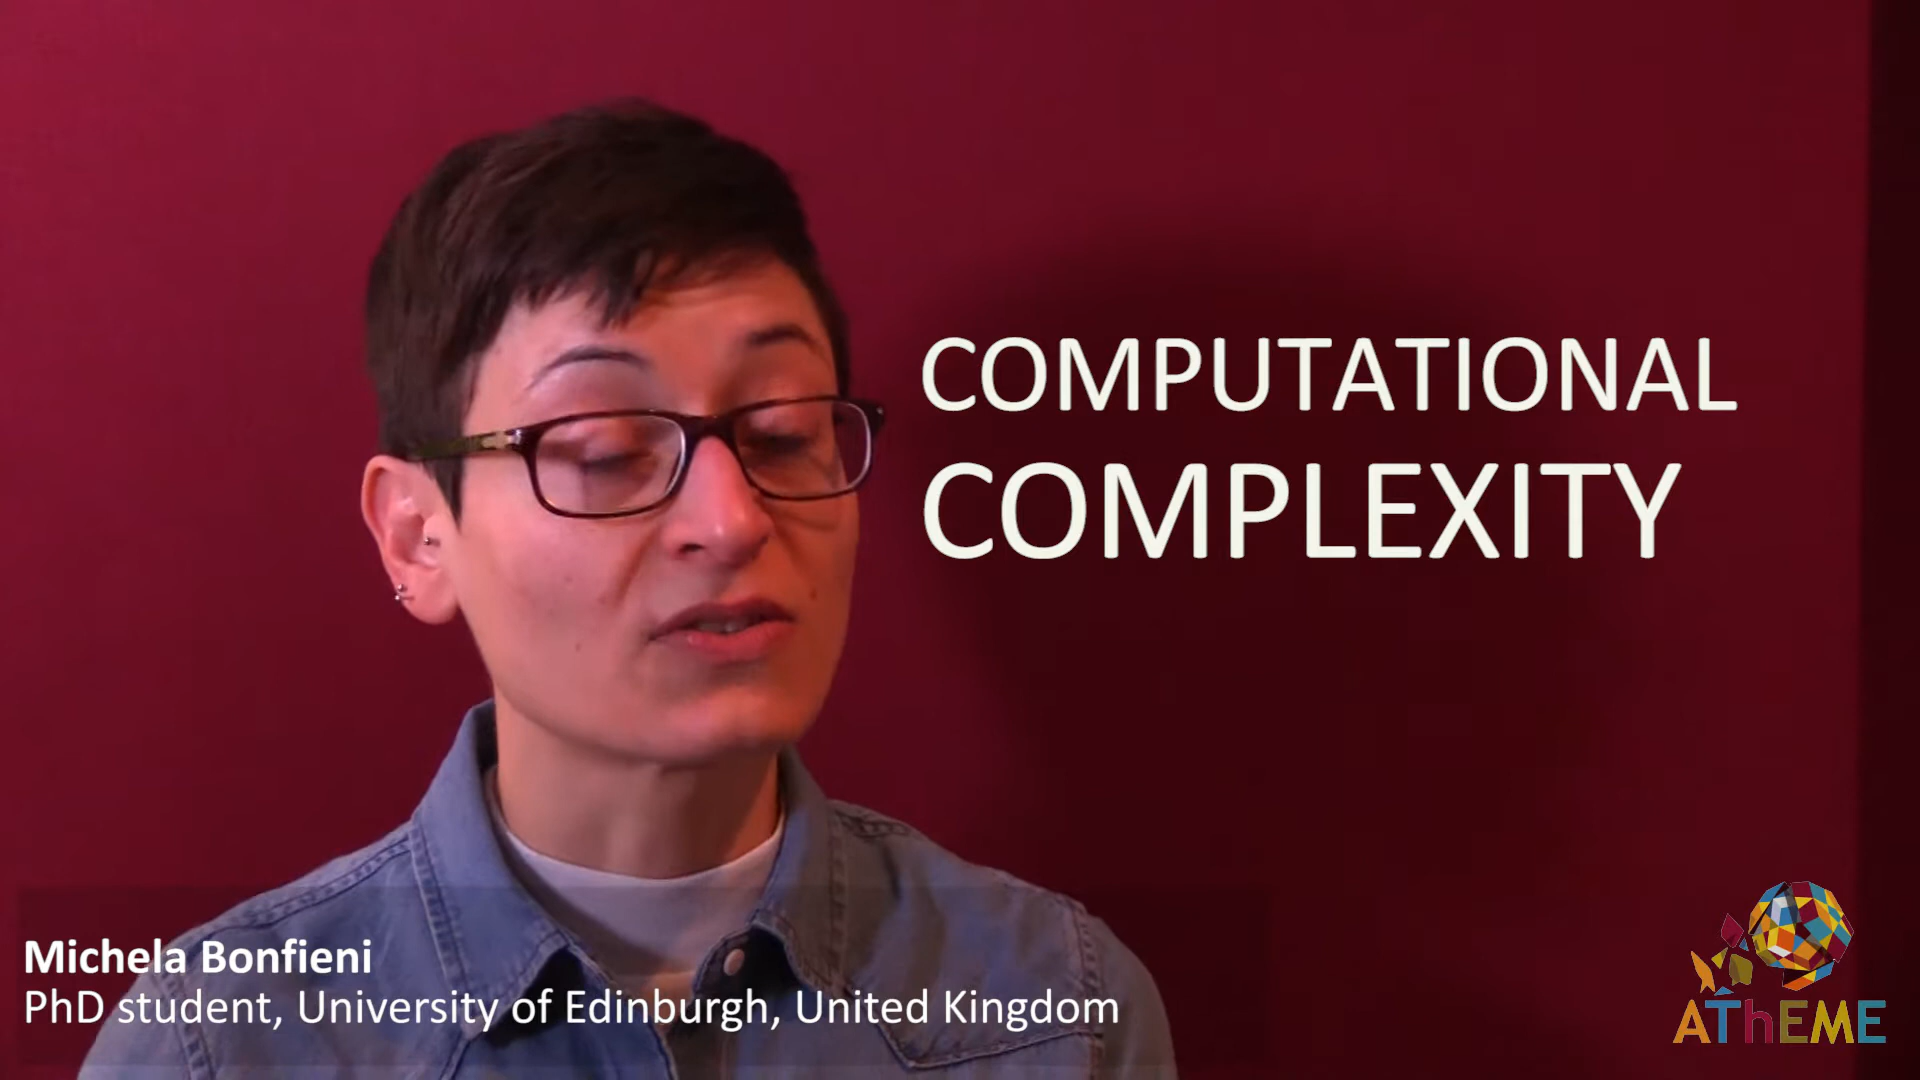 COMPUTATIONAL
COMPLEXITY
Michela Bonfieni
PhD student, University of Edinburgh, United Kingdom
AThEME